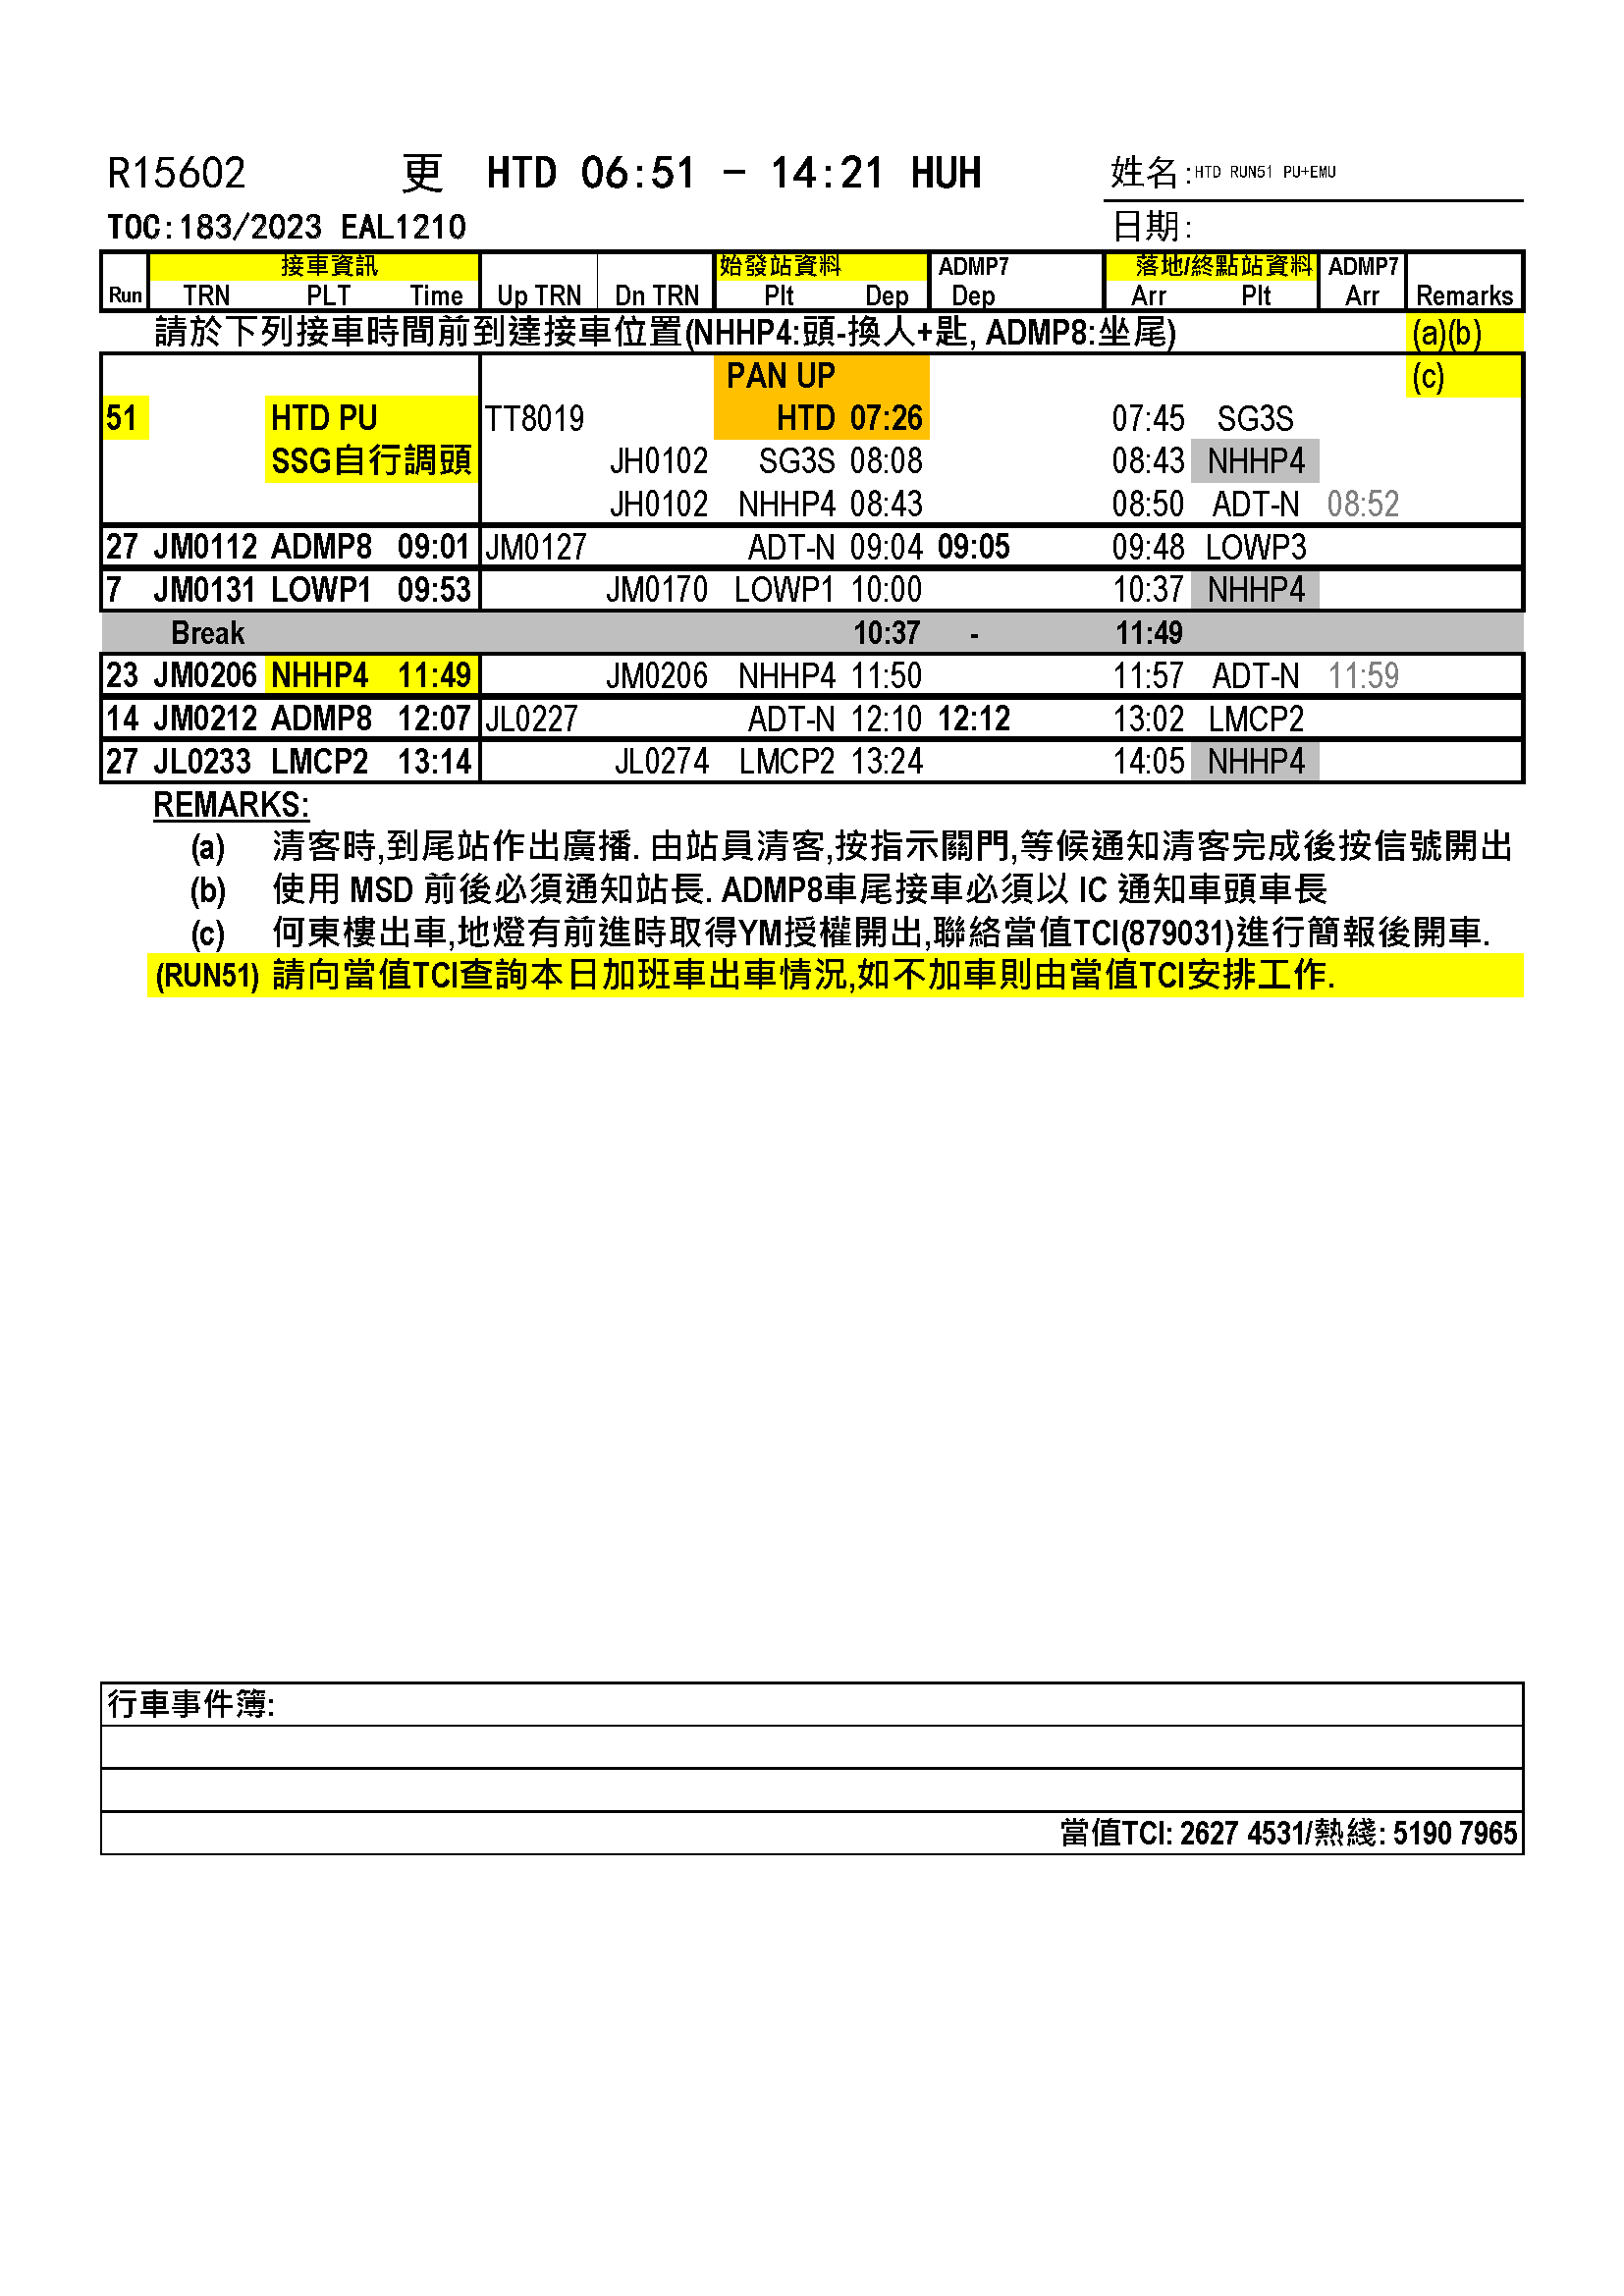 R15602 更 HTD 06:51 - 14:21 HUH 姓名:HTD RUN51 PU+EMU
TOC:183/2023 EAL1210 日期:
接車資訊 始發站資料 ADMP7 落地/終點站資料 ADMP7
Run TRN PLT Time Up TRN Dn TRN Plt Dep Dep Arr Plt Arr Remarks
請於下列接車時間前到達接車位置(NHHP4:頭-換人+匙, ADMP8:坐尾) (a)(b)
PAN UP (c)
51 HTD PU TT8019 HTD 07:26 07:45 SG3S
SSG自行調頭 JH0102 SG3S 08:08 08:43 NHHP4
JH0102 NHHP4 08:43 08:50 ADT-N 08:52
27 JM0112 ADMP8 09:01 JM0127 ADT-N 09:04 09:05 09:48 LOWP3
7 JM0131 LOWP1 09:53 JM0170 LOWP1 10:00 10:37 NHHP4
Break 10:37 - 11:49
23 JM0206 NHHP4 11:49 JM0206 NHHP4 11:50 11:57 ADT-N 11:59
14 JM0212 ADMP8 12:07 JL0227 ADT-N 12:10 12:12 13:02 LMCP2
27 JL0233 LMCP2 13:14 JL0274 LMCP2 13:24 14:05 NHHP4
REMARKS:
(a) 清客時,到尾站作出廣播. 由站員清客,按指示關門,等候通知清客完成後按信號開出
(b) 使用 MSD 前後必須通知站長. ADMP8車尾接車必須以 IC 通知車頭車長
(c) 何東樓出車,地燈有前進時取得YM授權開出,聯絡當值TCI(879031)進行簡報後開車.
(RUN51) 請向當值TCI查詢本日加班車出車情況,如不加車則由當值TCI安排工作.
行車事件簿:
當值TCI: 2627 4531/熱綫: 5190 7965